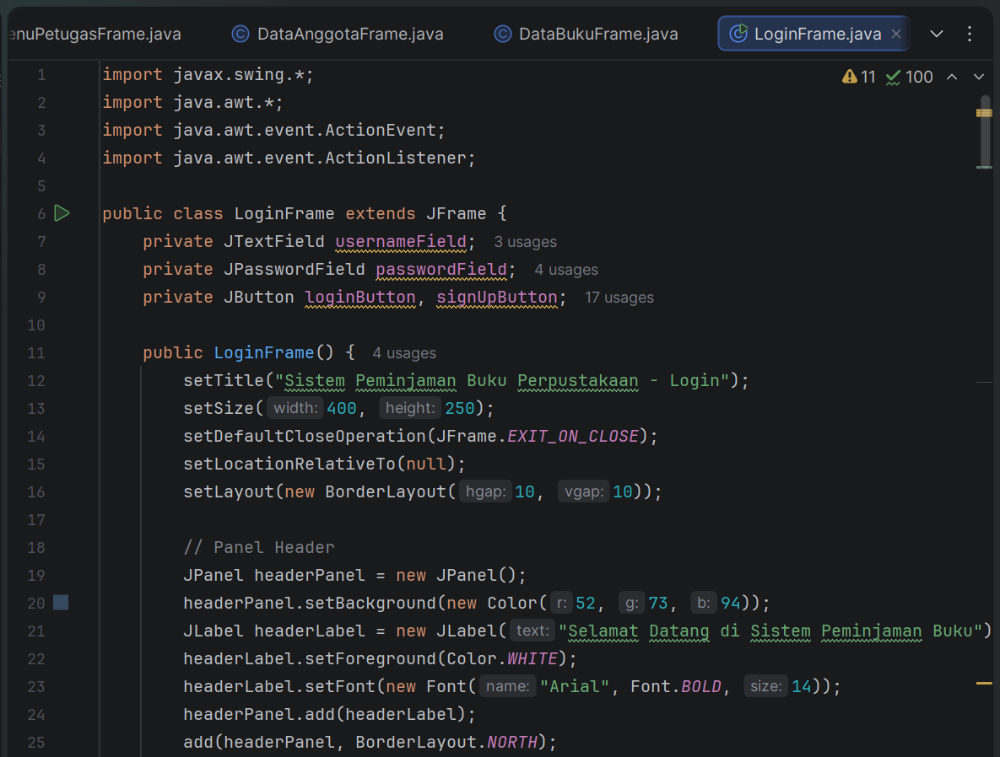 enuPetugasFrame.java DataAnggotaFrame.java DataBukuFrame.java LoginFrame.java
11 100
1 import javax.swing.*;
2 import java.awt.*;
3 import java.awt.event.ActionEvent;
4 import java.awt.event.ActionListener;
5
6 public class LoginFrame extends JFrame {
7 private JTextField usernameField; 3 usages
8 private JPasswordField passwordField; 4 usages
9 private JButton loginButton, signUpButton; 17 usages
10
11 public LoginFrame() { 4 usages
12 setTitle("Sistem Peminjaman Buku Perpustakaan - Login");
13 setSize( width: 400, height: 250);
14 setDefaultCloseOperation(JFrame.EXIT_ON_CLOSE);
15 setLocationRelativeTo(null);
16 setLayout(new BorderLayout( hgap: 10, vgap: 10));
17
18 // Panel Header
19 JPanel headerPanel = new JPanel();
20 headerPanel.setBackground(new Color( r: 52, g: 73, b: 94));
21 JLabel headerLabel = new JLabel( text: "Selamat Datang di Sistem Peminjaman Buku")
22 headerLabel.setForeground(Color.WHITE);
23 headerLabel.setFont(new Font( name: "Arial", Font.BOLD, size: 14));
24 headerPanel.add(headerLabel);
25 add(headerPanel, BorderLayout.NORTH);